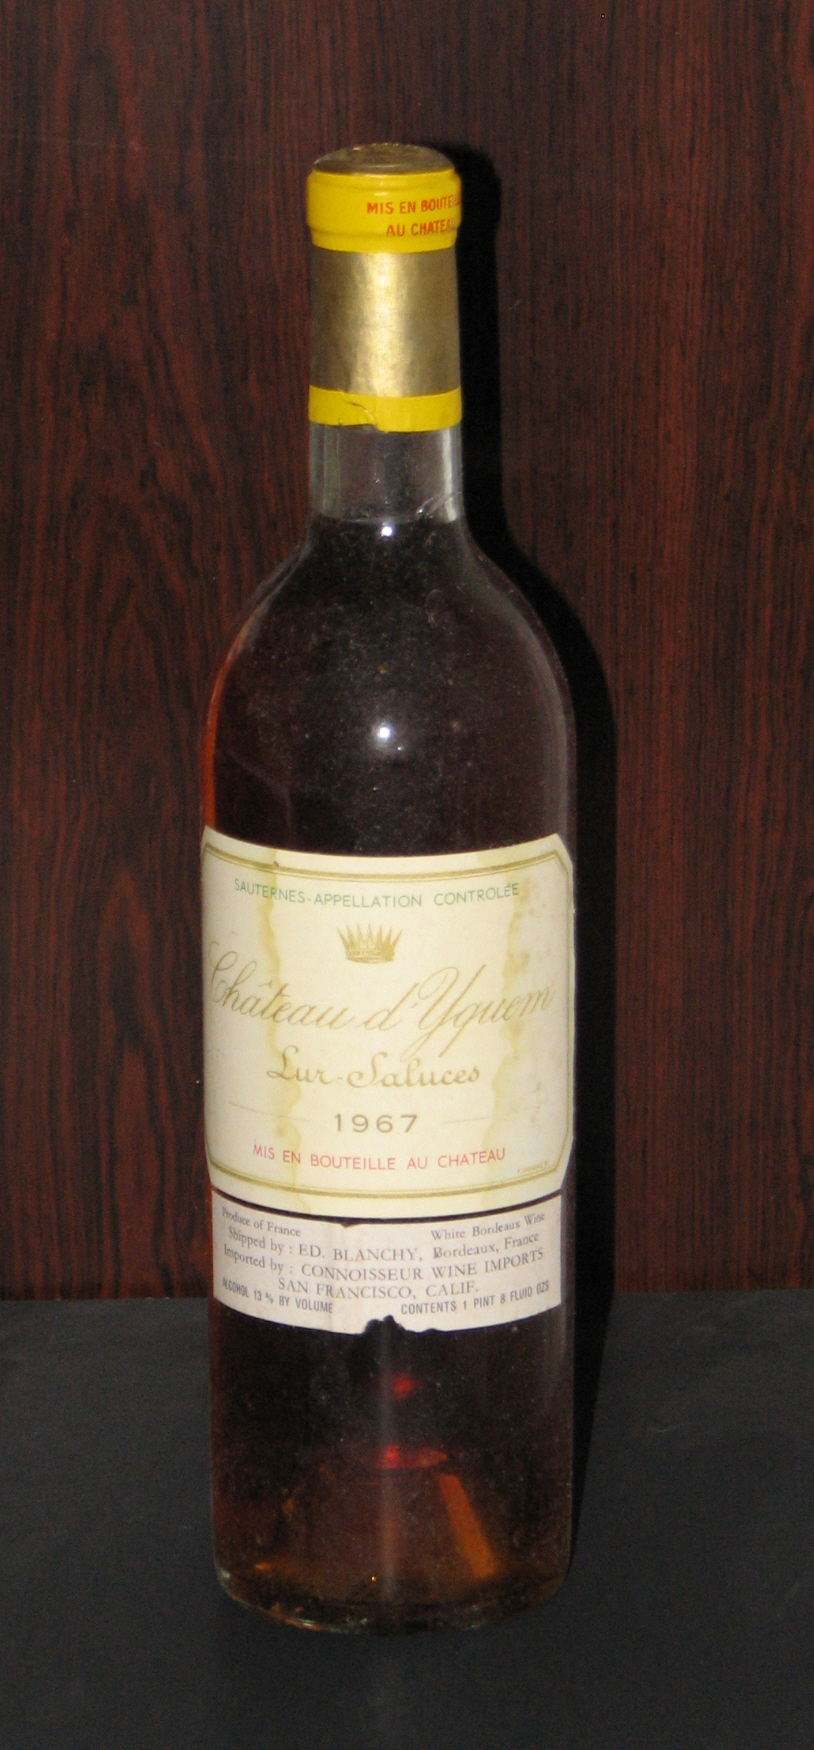 MIS EN
AU
SAUTERNES-APPELLATION CONTROLÉE
Château d'Yquem
Lur-Saluces
1967
MIS EN BOUTEILLE AU CHATEAU
Produce of France White Bordeaux Wine
Shipped by : ED. BLANCHY, Bordeaux, France
Imported by : CONNOISSEUR WINE IMPORTS
SAN FRANCISCO, CALIF.
ALCOHOL 13 % BY VOLUME CONTENTS 1 PINT 8 FLUID OZS